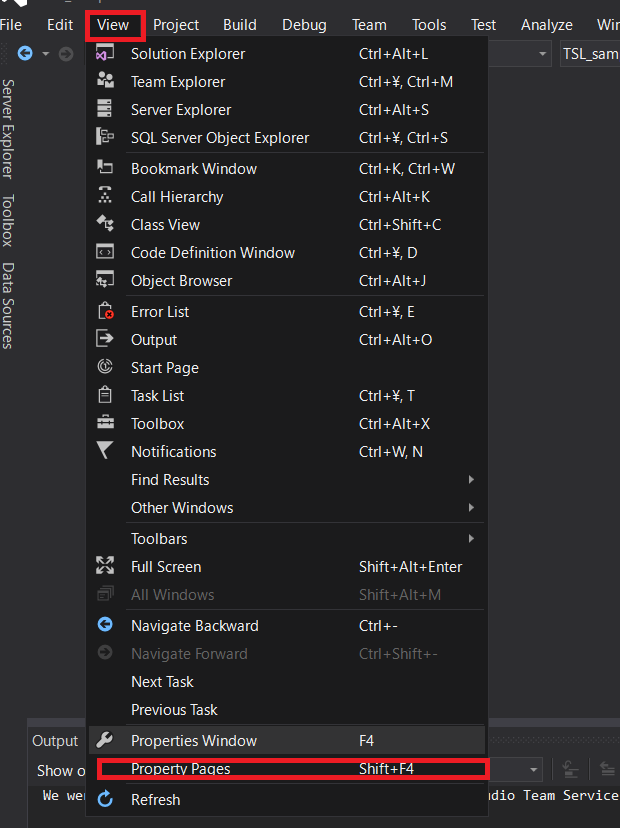 File Edit View Project Build Debug Team Tools Test Analyze
TSL_sam
Server Explorer
Toolbox
Data Sources
Solution Explorer Ctrl+Alt+L
Team Explorer Ctrl+¥, Ctrl+M
Server Explorer Ctrl+Alt+S
SQL Server Object Explorer Ctrl+¥, Ctrl+S
Bookmark Window Ctrl+K, Ctrl+W
Call Hierarchy Ctrl+Alt+K
Class View Ctrl+Shift+C
Code Definition Window Ctrl+¥, D
Object Browser Ctrl+Alt+J
Error List Ctrl+¥, E
Output Ctrl+Alt+O
Start Page
Task List Ctrl+¥, T
Toolbox Ctrl+Alt+X
Notifications Ctrl+W, N
Find Results
Other Windows
Toolbars
Full Screen Shift+Alt+Enter
All Windows Shift+Alt+M
Navigate Backward Ctrl+-
Navigate Forward Ctrl+Shift+-
Next Task
Previous Task
Properties Window F4
Property Pages Shift+F4
Refresh
Output
Show o
We wer
udio Team Service